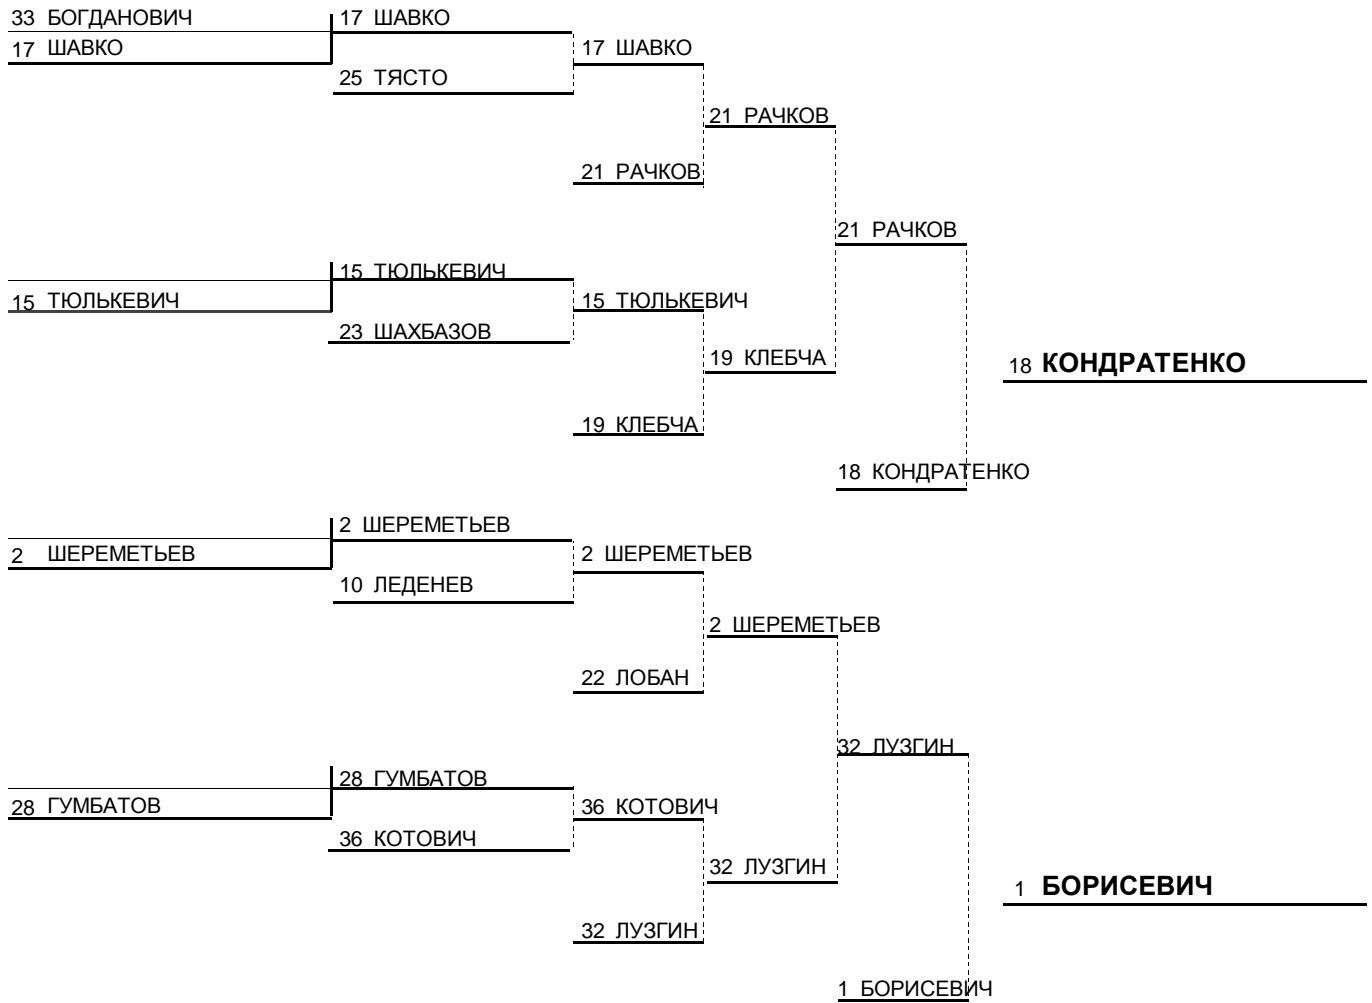 33 БОГДАНОВИЧ
17 ШАВКО
17 ШАВКО
17 ШАВКО
25 ТЯСТО
21 РАЧКОВ
21 РАЧКОВ
21 РАЧКОВ
15 ТЮЛЬКЕВИЧ
15 ТЮЛЬКЕВИЧ
15 ТЮЛЬКЕВИЧ
23 ШАХБАЗОВ
19 КЛЕБЧА
18 КОНДРАТЕНКО
19 КЛЕБЧА
18 КОНДРАТЕНКО
2 ШЕРЕМЕТЬЕВ
2 ШЕРЕМЕТЬЕВ
2 ШЕРЕМЕТЬЕВ
10 ЛЕДЕНЕВ
2 ШЕРЕМЕТЬЕВ
22 ЛОБАН
32 ЛУЗГИН
28 ГУМБАТОВ
28 ГУМБАТОВ
36 КОТОВИЧ
36 КОТОВИЧ
32 ЛУЗГИН
1 БОРИСЕВИЧ
32 ЛУЗГИН
1 БОРИСЕВИЧ